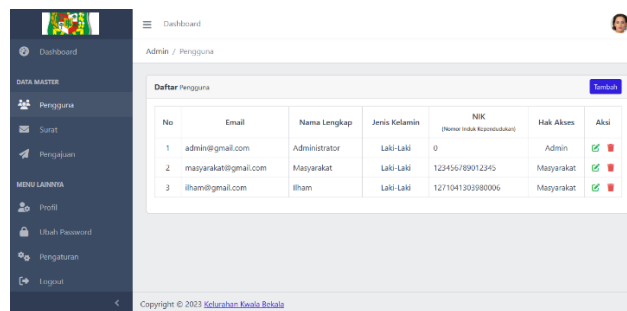 Dashboard
Dashboard
Admin / Pengguna
DATA MASTER
Pengguna
Surat
Pengajuan
MENU LAINNYA
Profil
Ubah Password
Pengaturan
Logout
Daftar Pengguna
Tambah
No Email Nama Lengkap Jenis Kelamin NIK (Nomor Induk Kependudukan) Hak Akses Aksi
1 admin@gmail.com Administrator Laki-Laki 0 Admin
2 masyarakat@gmail.com Masyarakat Laki-Laki 123456789012345 Masyarakat
3 ilham@gmail.com Ilham Laki-Laki 1271041303980006 Masyarakat
Copyright © 2023 Kelurahan Kwala Bekala